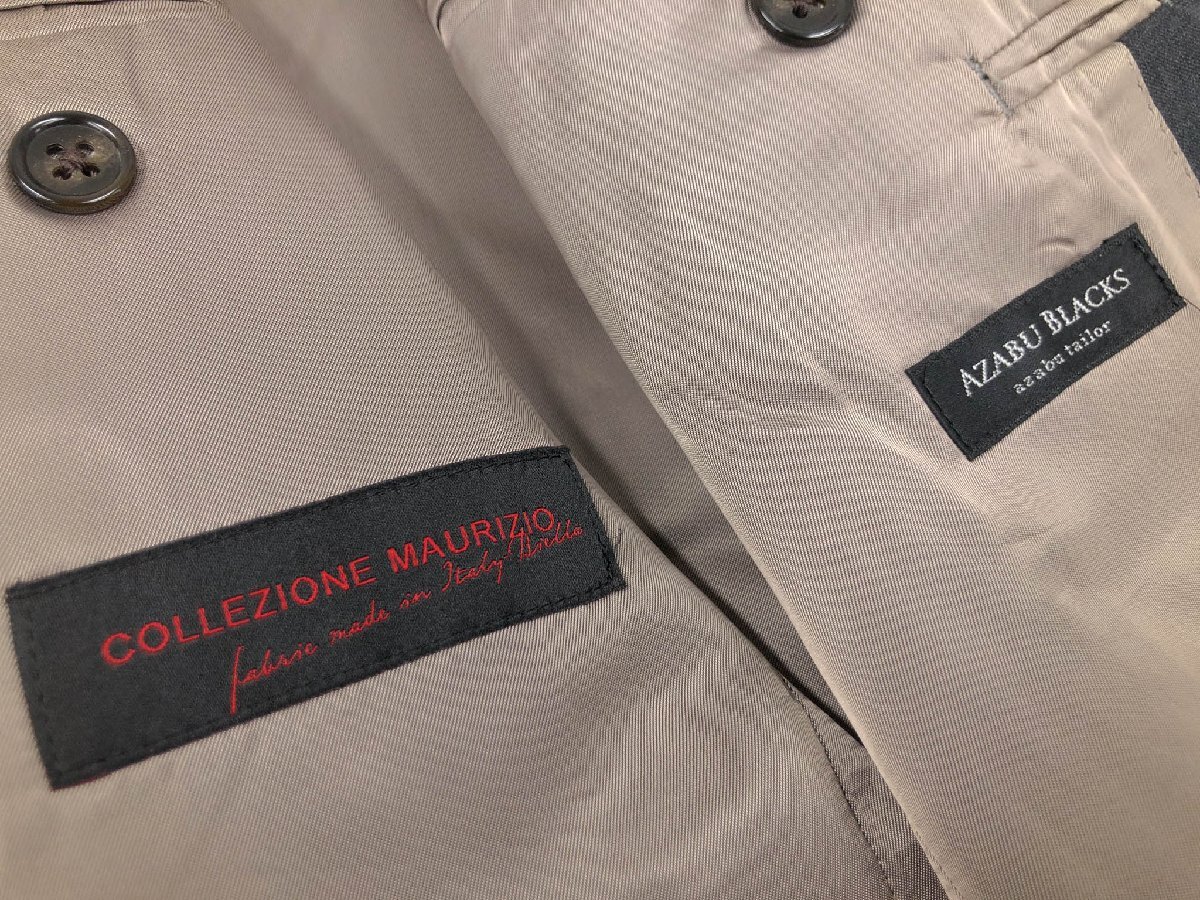 COLLEZIONE MAURIZIO
fabric made in Italy
AZABU BLACKS
azabu tailor